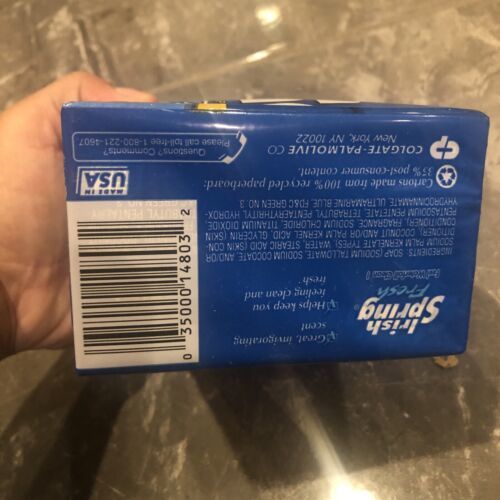 Irish
Spring
Fresh
☑ Great, invigorating
scent
☑ Helps keep you
feeling clean and
fresh
INGREDIENTS: SOAP (SODIUM TALLOWATE, SODIUM COCOATE AND/OR
SODIUM PALM KERNELATE TYPES), WATER, STEARIC ACID (SKIN CON-
DITIONER), COCONUT AND/OR PALM KERNEL ACID, GLYCERIN (SKIN
CONDITIONER), FRAGRANCE, SODIUM CHLORIDE, TITANIUM DIOXIDE
PENTASODIUM PENTETATE, TETRABUTYL PENTAERYTHRITYL HYDROX-
YHYDROCINNAMATE, ULTRAMARINE BLUE, FD&C GREEN NO. 3.
Cartons made from 100% recycled paperboard:
35% post-consumer content.
COLGATE-PALMOLIVE CO
New York, NY 10022
Questions? Comments?
Please call toll-free 1-800-221-4607
MADE IN
USA
0 35000 14803 2